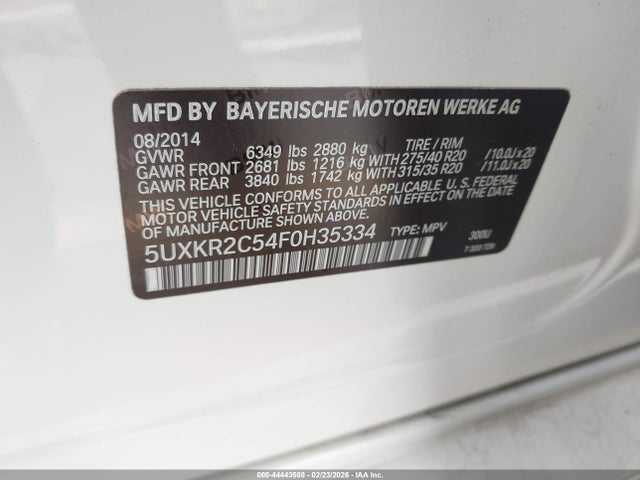 MFD BY BAYERISCHE MOTOREN WERKE AG
08/2014 TIRE / RIM
GVWR 6349 lbs 2880 kg
GAWR FRONT 2681 lbs 1216 kg WITH 275/40 R20 /10.0J x 20
GAWR REAR 3840 lbs 1742 kg WITH 315/35 R20 /11.0J x 20
THIS VEHICLE CONFORMS TO ALL APPLICABLE U.S. FEDERAL
MOTOR VEHICLE SAFETY STANDARDS IN EFFECT ON THE
DATE OF MANUFACTURE SHOWN ABOVE.
5UXKR2C54F0H35334 TYPE: MPV 300U
7 320 726
000-44443508 - 02/23/2026 - IAA Inc.